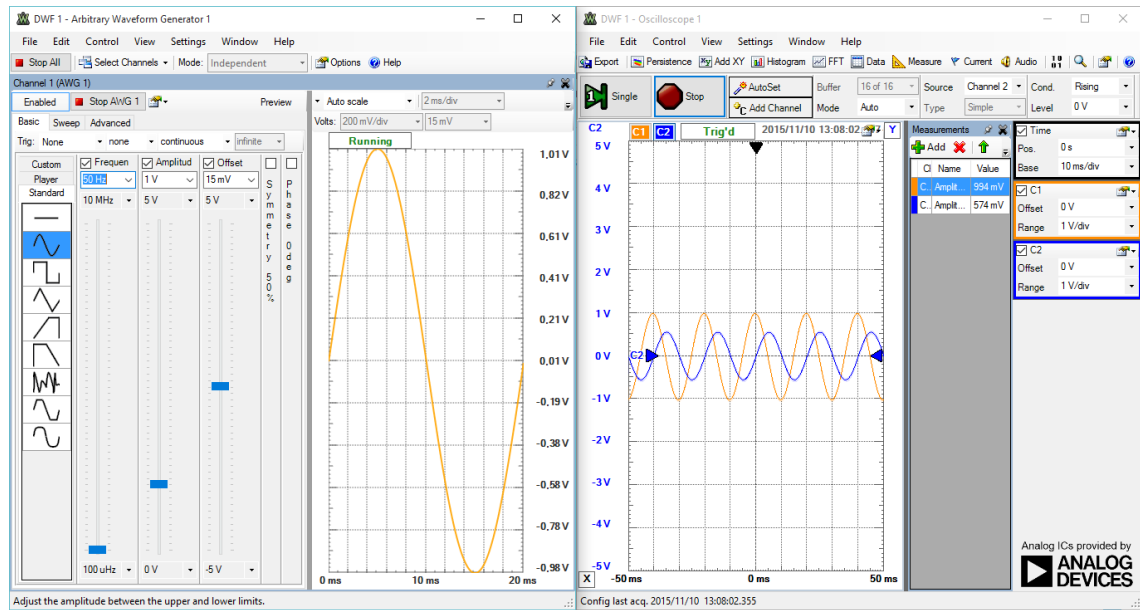 DWF 1 - Arbitrary Waveform Generator 1
File Edit Control View Settings Window Help
Stop All Select Channels Mode: Independent Options Help
Channel 1 (AWG 1)
Enabled Stop AWG 1 Preview
Basic Sweep Advanced
Trig: None none continuous infinite
Custom
Player
Standard
Frequen Amplitud Offset
50 Hz 1 V 15 mV
10 MHz 5 V 5 V
100 uHz 0 V -5 V
Symmetry 50%
Phase 0 deg
Auto scale 2 ms/div
Volts: 200 mV/div 15 mV
Running
1,01 V
0,82 V
0,61 V
0,41 V
0,21 V
0,01 V
-0,19 V
-0,38 V
-0,58 V
-0,78 V
-0,98 V
0 ms 10 ms 20 ms
Adjust the amplitude between the upper and lower limits.
DWF 1 - Oscilloscope 1
File Edit Control View Settings Window Help
Export Persistence Add XY Histogram FFT Data Measure Current Audio
Single Stop
AutoSet
Add Channel
Buffer 16 of 16 Source Channel 2 Cond. Rising
Mode Auto Type Simple Level 0 V
C2 C1 C2 Trig'd 2015/11/10 13:08:02 Y
5 V
4 V
3 V
2 V
1 V
0 V
-1 V
-2 V
-3 V
-4 V
-5 V
C2
X -50 ms 0 ms 50 ms
Measurements
Add
Cl Name Value
C.. Amplit... 994 mV
C.. Amplit... 574 mV
Time
Pos. 0 s
Base 10 ms/div
C1
Offset 0 V
Range 1 V/div
C2
Offset 0 V
Range 1 V/div
Analog ICs provided by
ANALOG
DEVICES
Config last acq. 2015/11/10 13:08:02.355